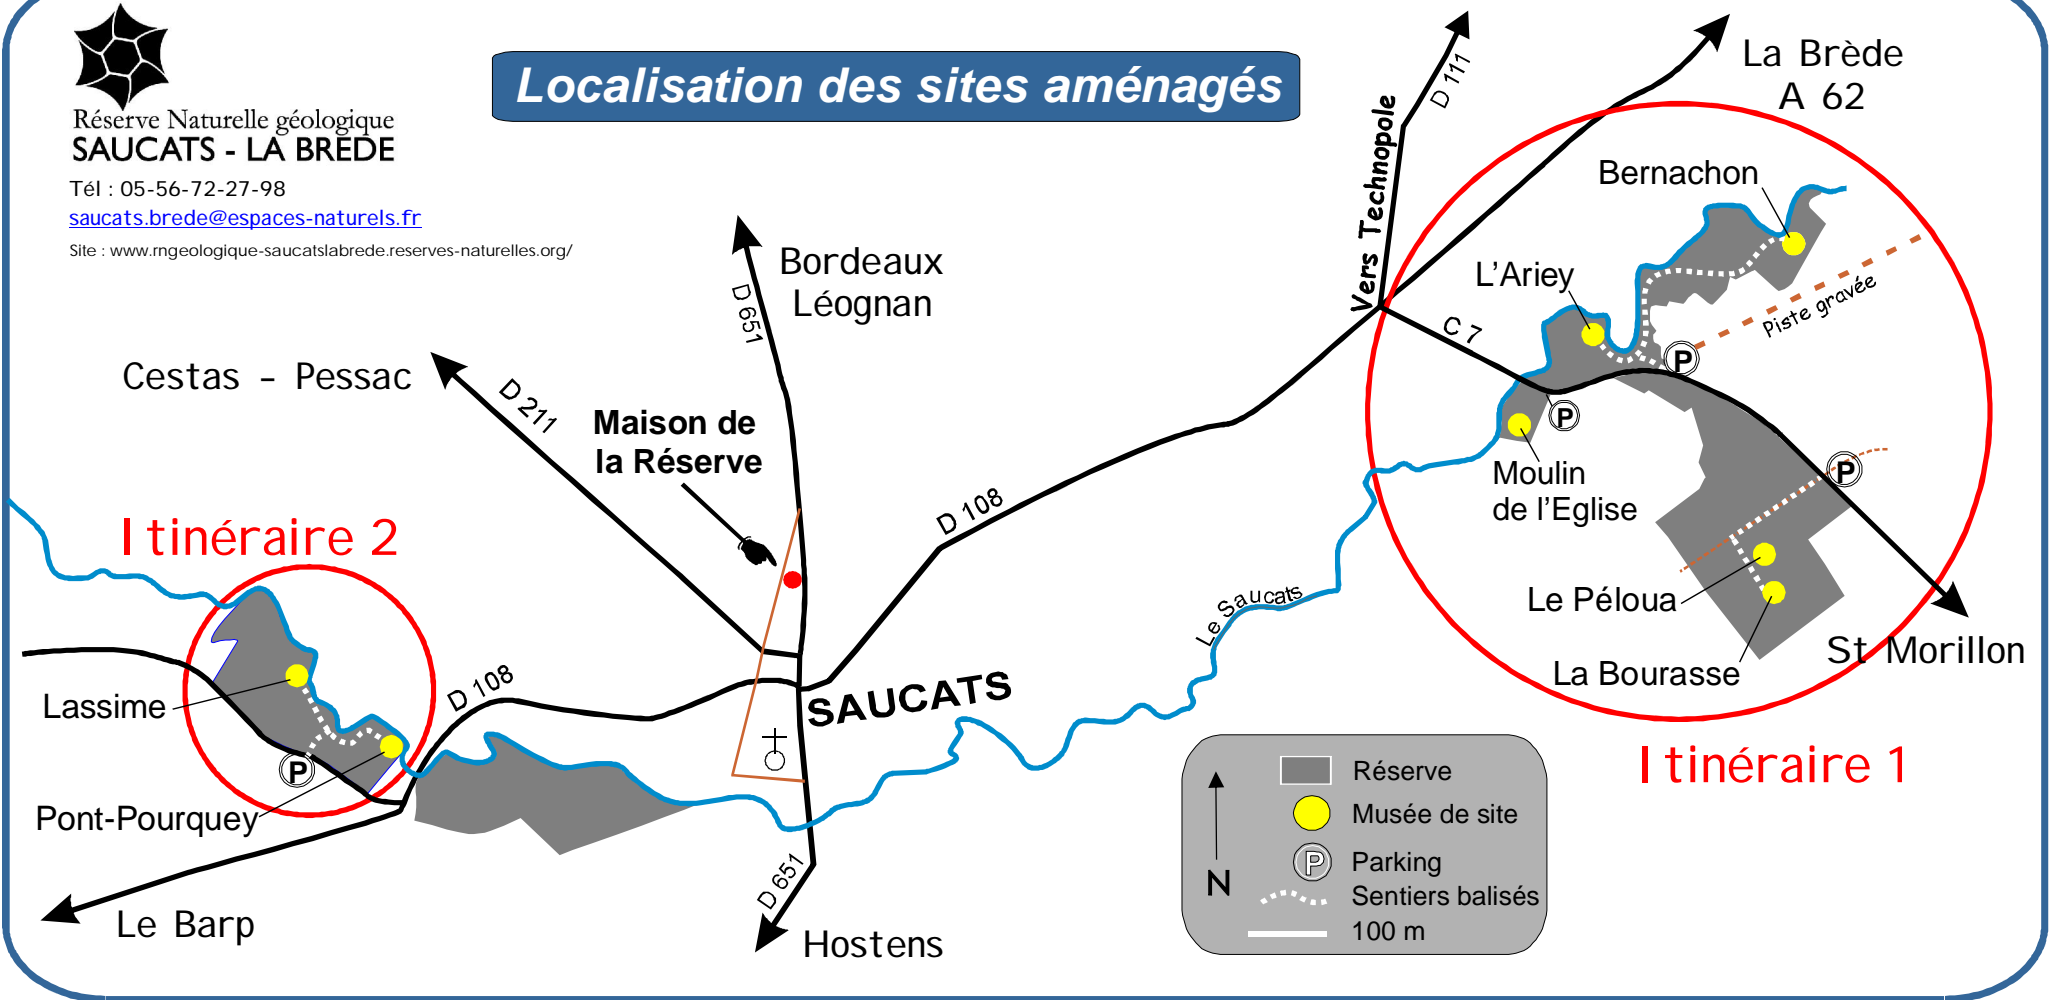 Réserve Naturelle géologique
SAUCATS - LA BREDE
Tél : 05-56-72-27-98
saucats.brede@espaces-naturels.fr
Site : www.rngeologique-saucatslabrede.reserves-naturelles.org/
Localisation des sites aménagés
La Brède
A 62
D 111
Vers Technopole
Bernachon
L'Ariey
Piste gravée
C 7
P
P
P
Moulin
de l'Eglise
Le Péloua
La Bourasse
St Morillon
Itinéraire 1
Bordeaux
Léognan
D 651
Cestas - Pessac
D 211
Maison de
la Réserve
D 108
Le Saucats
SAUCATS
Itinéraire 2
Lassime
D 108
P
Pont-Pourquey
Le Barp
D 651
Hostens
N
Réserve
Musée de site
P Parking
Sentiers balisés
100 m